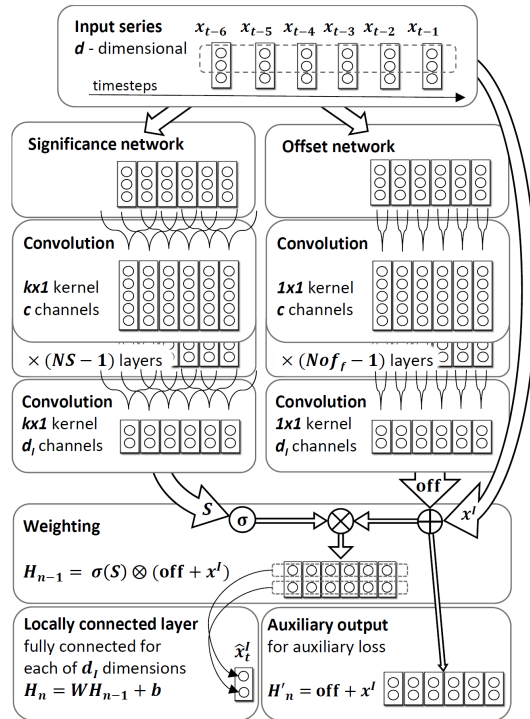 Input series
d - dimensional
x_{t-6} x_{t-5} x_{t-4} x_{t-3} x_{t-2} x_{t-1}
timesteps
Significance network
Convolution
kx1 kernel
c channels
× (NS − 1) layers
Convolution
kx1 kernel
d_I channels
Offset network
Convolution
1x1 kernel
c channels
× (Nof_f − 1) layers
Convolution
1x1 kernel
d_I channels
S
σ
off
x^I
Weighting
H_{n-1} = σ(S) ⊗ (off + x^I)
Locally connected layer
fully connected for
each of d_I dimensions
H_n = WH_{n-1} + b
x̂_t^I
Auxiliary output
for auxiliary loss
H'_n = off + x^I